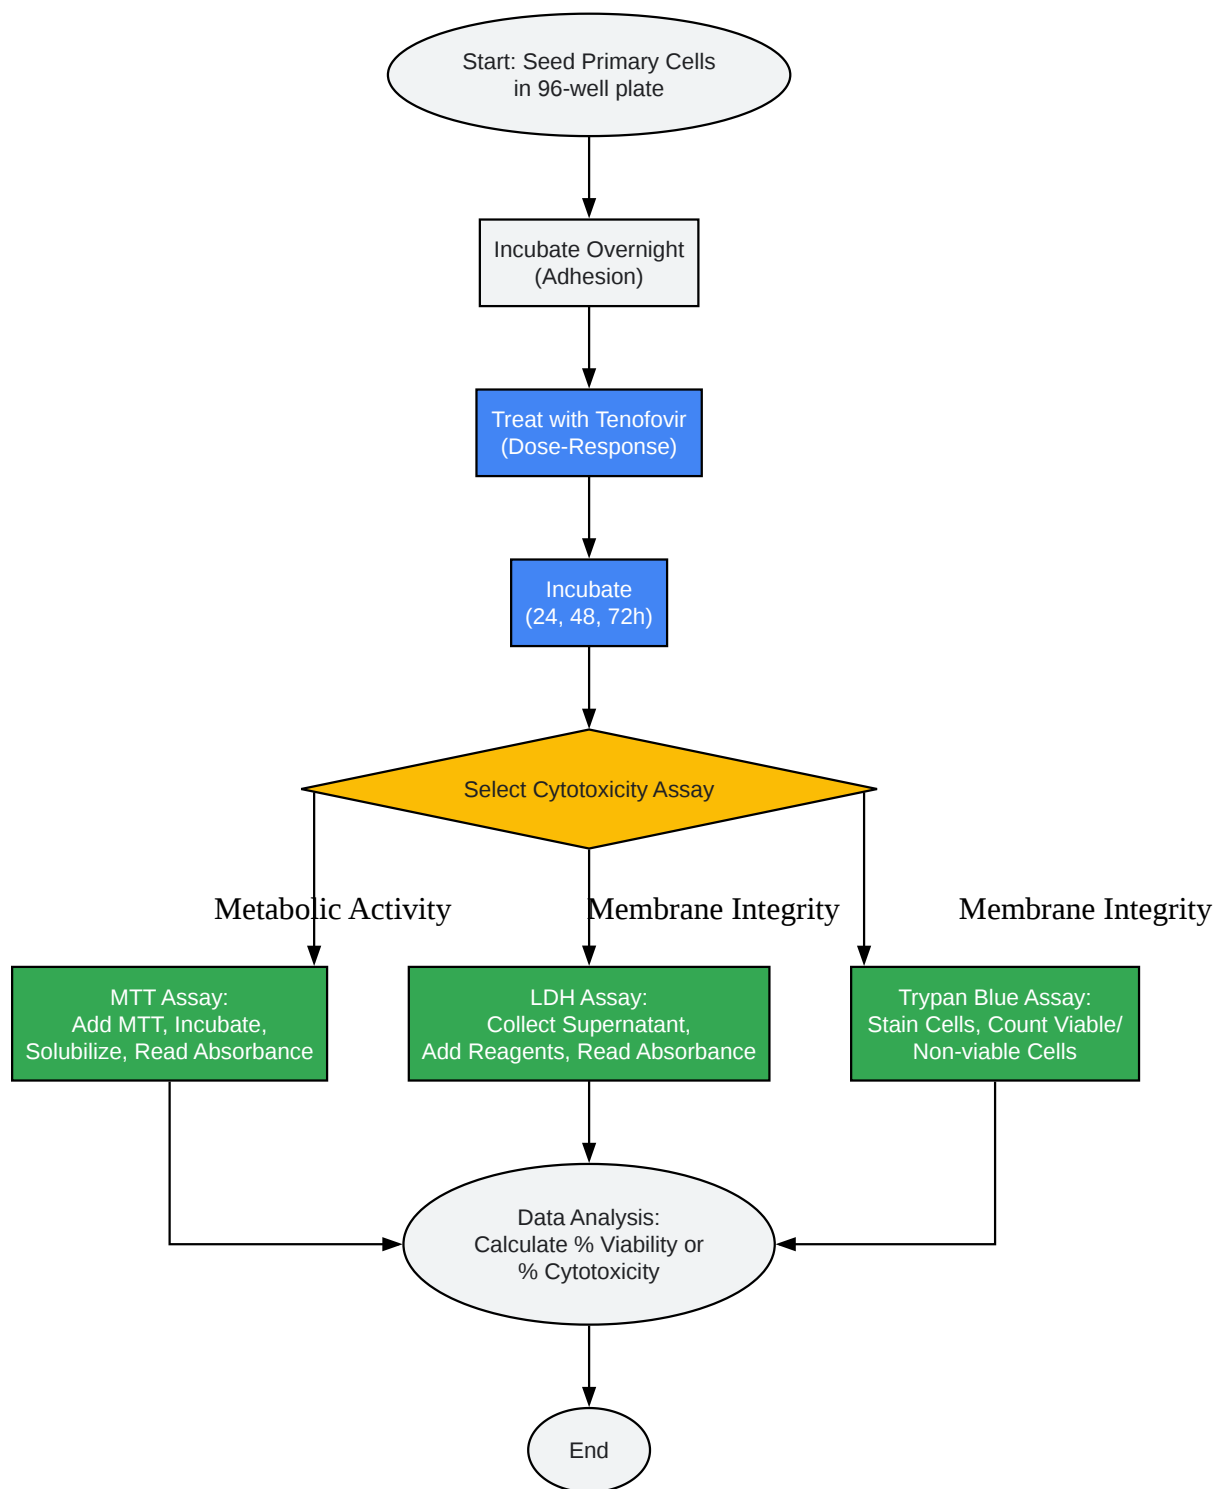 Start: Seed Primary Cells
in 96-well plate
Incubate Overnight
(Adhesion)
Treat with Tenofovir
(Dose-Response)
Incubate
(24, 48, 72h)
Select Cytotoxicity Assay
Metabolic Activity
Membrane Integrity
Membrane Integrity
MTT Assay:
Add MTT, Incubate,
Solubilize, Read Absorbance
LDH Assay:
Collect Supernatant,
Add Reagents, Read Absorbance
Trypan Blue Assay:
Stain Cells, Count Viable/
Non-viable Cells
Data Analysis:
Calculate % Viability or
% Cytotoxicity
End